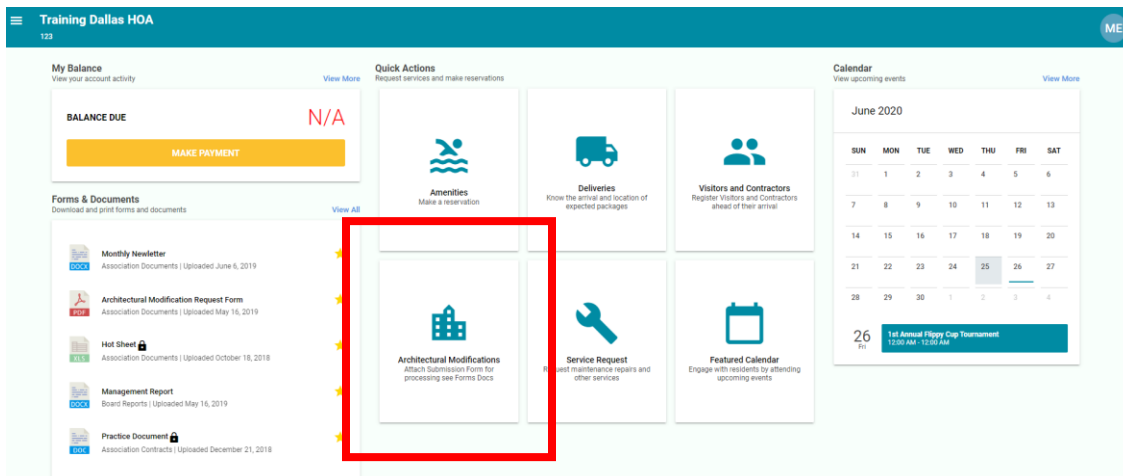 Training Dallas HOA
123
ME
My Balance
View your account activity
View More
BALANCE DUE
N/A
MAKE PAYMENT
Forms & Documents
Download and print forms and documents
View All
DOCX
Monthly Newletter
Association Documents | Uploaded June 6, 2019
PDF
Architectural Modification Request Form
Association Documents | Uploaded May 16, 2019
XLS
Hot Sheet
Association Documents | Uploaded October 18, 2018
DOCX
Management Report
Board Reports | Uploaded May 16, 2019
DOC
Practice Document
Association Contracts | Uploaded December 21, 2018
Quick Actions
Request services and make reservations
Amenities
Make a reservation
Deliveries
Know the arrival and location of
expected packages
Visitors and Contractors
Register Visitors and Contractors
ahead of their arrival
Architectural Modifications
Attach Submission Form for
processing see Forms Docs
Service Request
Request maintenance repairs and
other services
Featured Calendar
Engage with residents by attending
upcoming events
Calendar
View upcoming events
View More
June 2020
SUN MON TUE WED THU FRI SAT
31 1 2 3 4 5 6
7 8 9 10 11 12 13
14 15 16 17 18 19 20
21 22 23 24 25 26 27
28 29 30 1 2 3 4
26
Fri
1st Annual Flippy Cup Tournament
12:00 AM - 12:00 AM